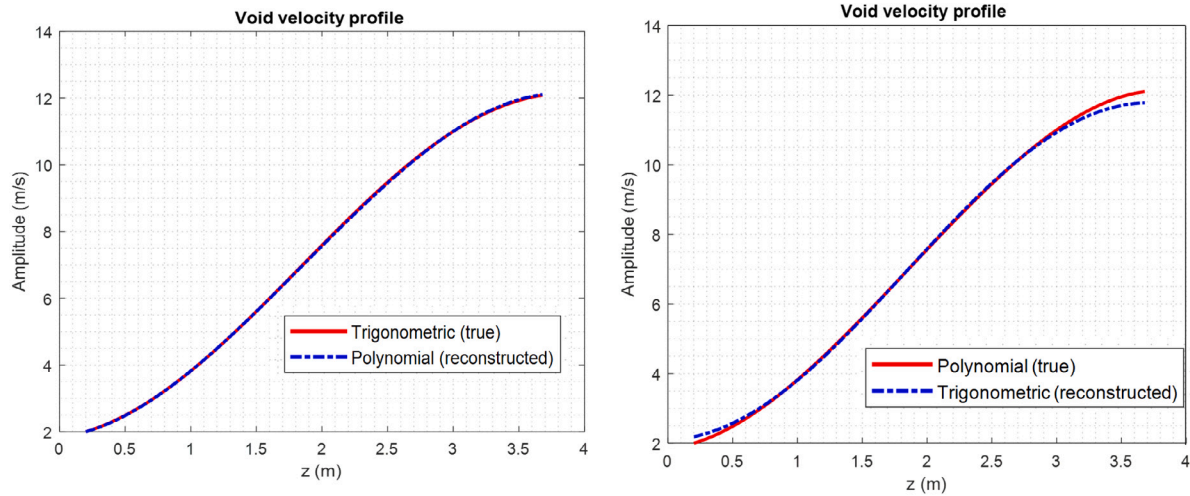 Void velocity profile
14
12
10
8
6
4
2
Amplitude (m/s)
Trigonometric (true)
Polynomial (reconstructed)
0 0.5 1 1.5 2 2.5 3 3.5 4
z (m)
Void velocity profile
14
12
10
8
6
4
2
Amplitude (m/s)
Polynomial (true)
Trigonometric (reconstructed)
0 0.5 1 1.5 2 2.5 3 3.5 4
z (m)